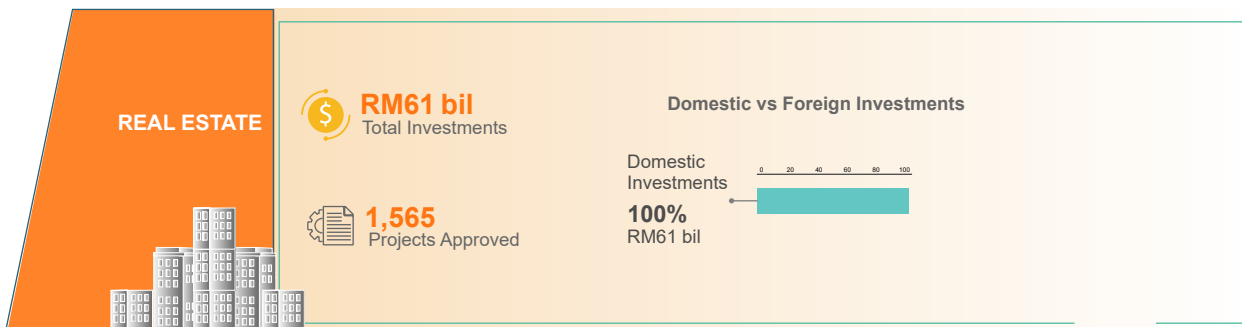 REAL ESTATE
$
RM61 bil
Total Investments
1,565
Projects Approved
Domestic vs Foreign Investments
Domestic
Investments
100%
RM61 bil
0 20 40 60 80 100